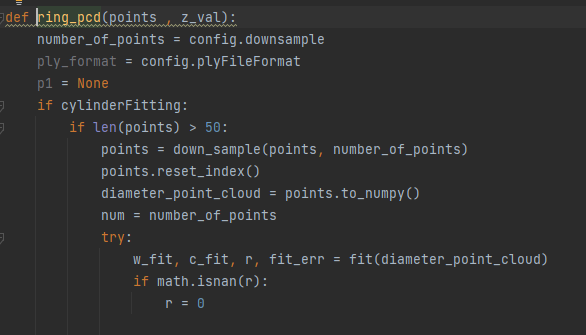 def ring_pcd(points , z_val):
    number_of_points = config.downsample
    ply_format = config.plyFileFormat
    p1 = None
    if cylinderFitting:
        if len(points) > 50:
            points = down_sample(points, number_of_points)
            points.reset_index()
            diameter_point_cloud = points.to_numpy()
            num = number_of_points
            try:
                w_fit, c_fit, r, fit_err = fit(diameter_point_cloud)
                if math.isnan(r):
                    r = 0